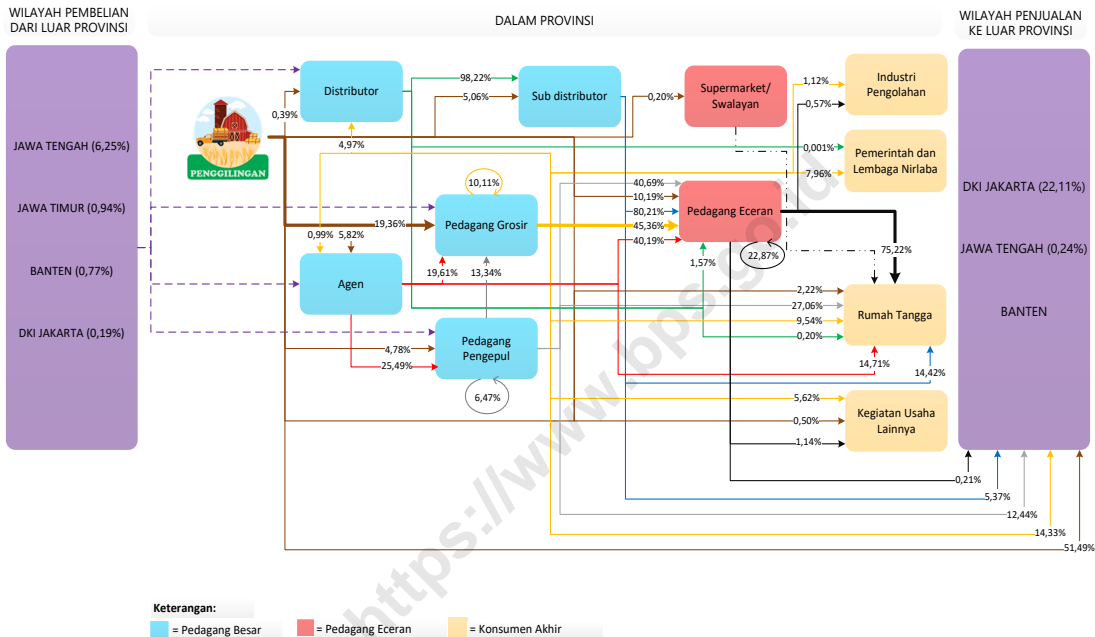 WILAYAH PEMBELIAN
DARI LUAR PROVINSI
DALAM PROVINSI
WILAYAH PENJUALAN
KE LUAR PROVINSI
JAWA TENGAH (6,25%)
JAWA TIMUR (0,94%)
BANTEN (0,77%)
DKI JAKARTA (0,19%)
PENGGILINGAN
Distributor
Sub distributor
Supermarket/
Swalayan
Industri
Pengolahan
Pemerintah dan
Lembaga Nirlaba
Pedagang Grosir
Pedagang Eceran
Agen
Pedagang
Pengepul
Rumah Tangga
Kegiatan Usaha
Lainnya
DKI JAKARTA (22,11%)
JAWA TENGAH (0,24%)
BANTEN
98,22%
5,06%
0,20%
1,12%
0,57%
0,39%
4,97%
0,001%
7,96%
10,11%
40,69%
10,19%
80,21%
45,36%
40,19%
19,36%
0,99%
5,82%
19,61%
13,34%
1,57%
22,87%
75,22%
2,22%
27,06%
9,54%
0,20%
4,78%
25,49%
14,71%
14,42%
6,47%
5,62%
0,50%
1,14%
0,21%
5,37%
12,44%
14,33%
51,49%
https://www.bps.go.id
Keterangan:
= Pedagang Besar
= Pedagang Eceran
= Konsumen Akhir